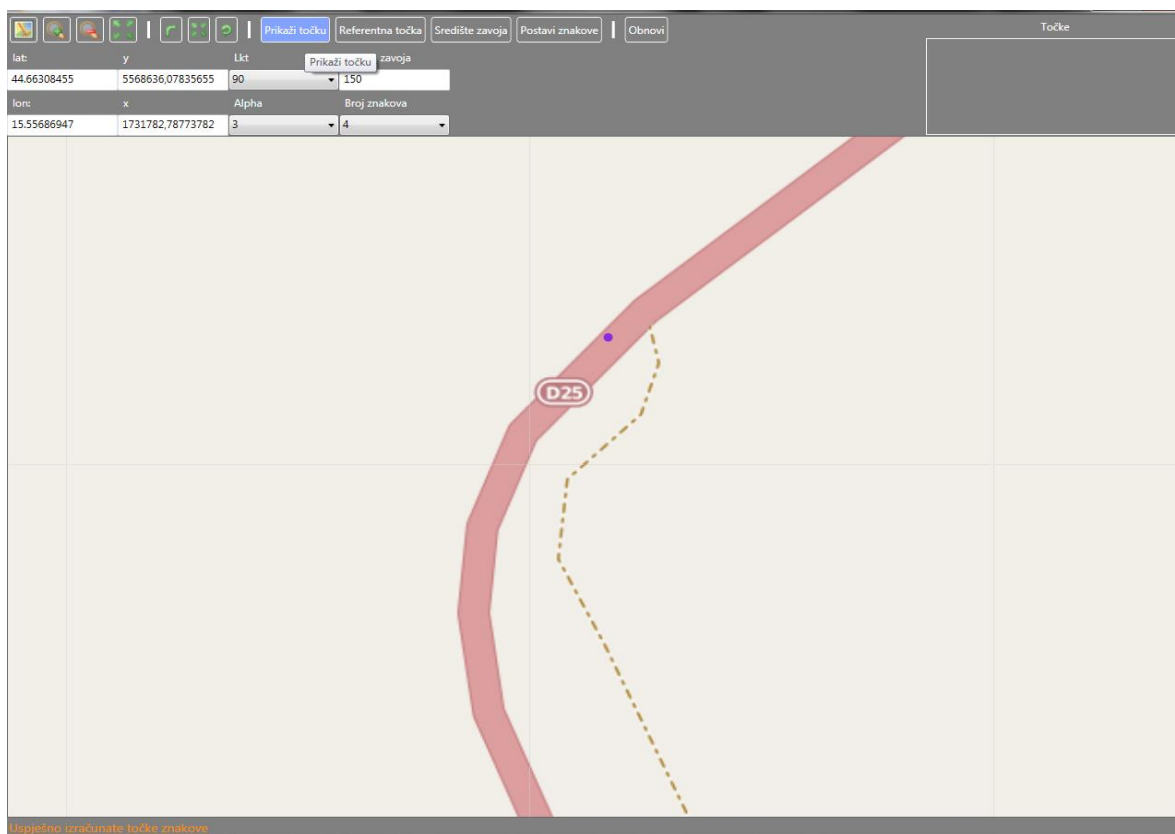 Prikaži točku Referentna točka Središte zavoja Postavi znakove Obnovi Točke
lat: y Lkt Prikaži točku zavoja
44.66308455 5568636,07835655 90 150
lon: x Alpha Broj znakova
15.55686947 1731782,78773782 3 4
D25
Uspješno izračunate točke znakove